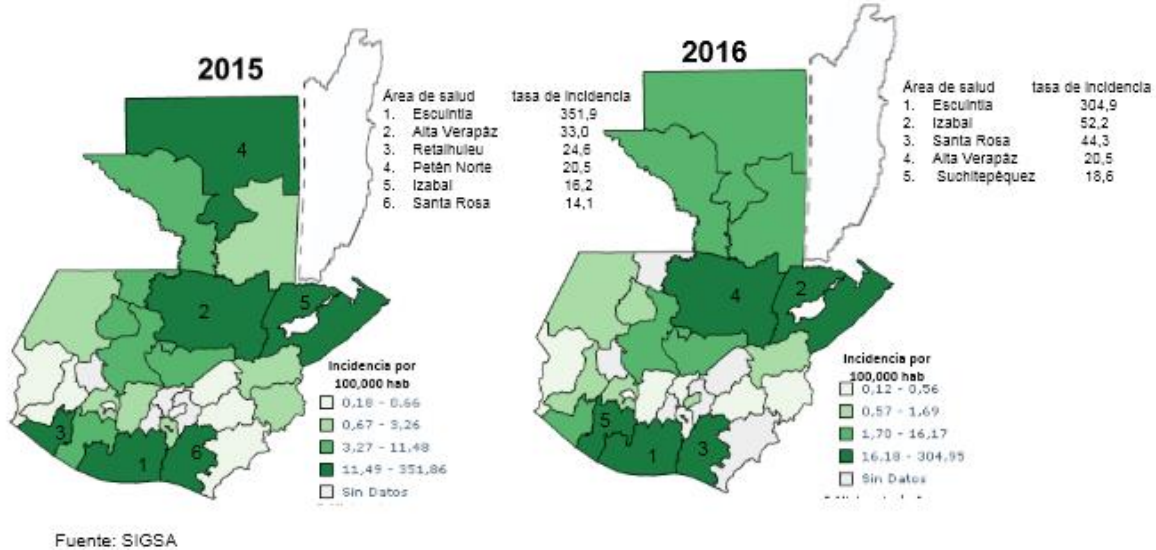 2015
Área de salud tasa de incidencia
1. Escuintla 351,9
2. Alta Verapáz 33,0
3. Retalhuleu 24,6
4. Petén Norte 20,5
5. Izabal 16,2
6. Santa Rosa 14,1
4
2
5
3
1
6
Incidencia por
100,000 hab
0,18 - 0,66
0,67 - 3,26
3,27 - 11,48
11,49 - 351,86
Sin Datos
2016
Área de salud tasa de incidencia
1. Escuintla 304,9
2. Izabal 52,2
3. Santa Rosa 44,3
4. Alta Verapáz 20,5
5. Suchitepéquez 18,6
4
2
5
1
3
Incidencia por
100,000 hab
0,12 - 0,56
0,57 - 1,69
1,70 - 16,17
16,18 - 304,95
Sin Datos
Fuente: SIGSA